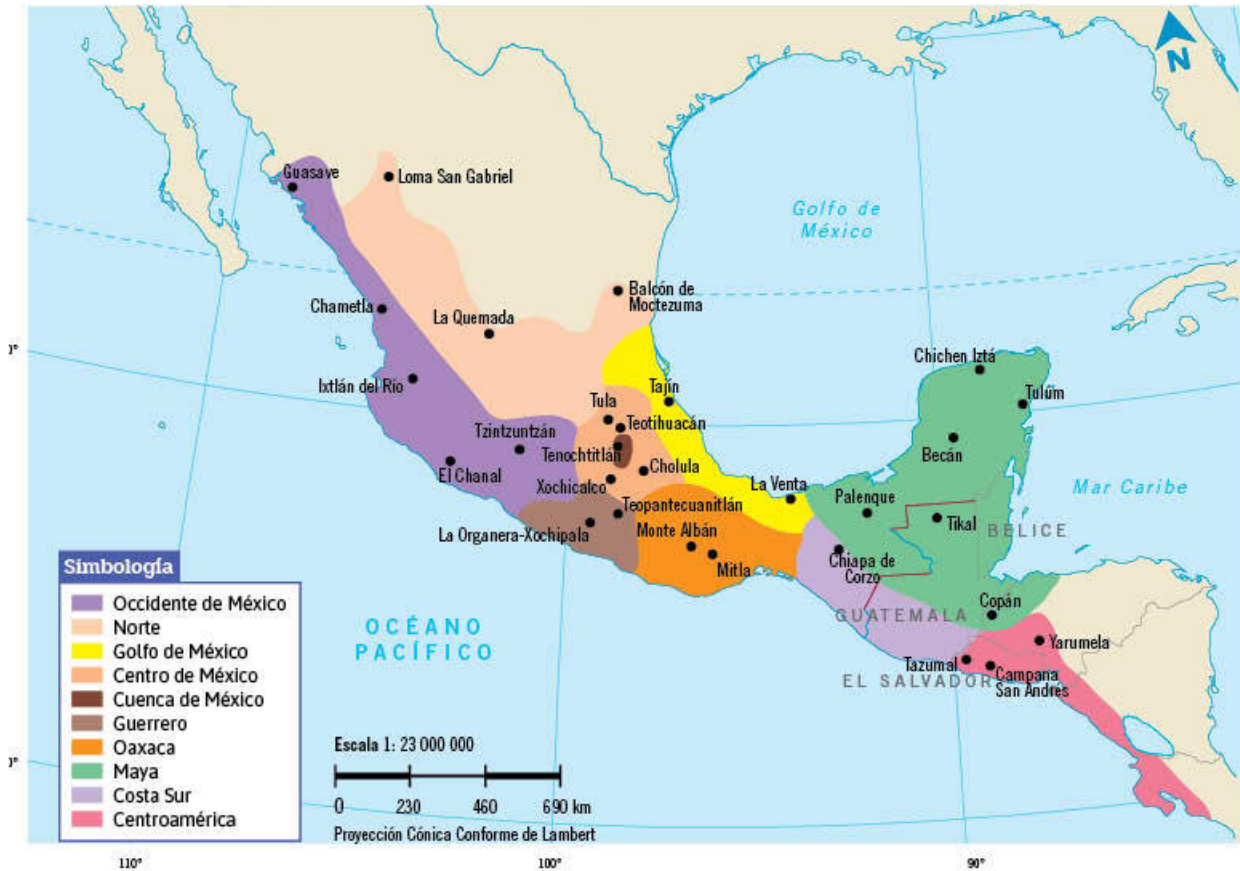 N
Guasave
Loma San Gabriel
Golfo de
México
Balcón de
Moctezuma
Chametla
La Quemada
0°
Chichen Iztá
Ixtlán del Río
Tajín
Tulúm
Tula
Teotihuacán
Tzintzuntzán
Tenochtitlán
Becán
El Chanal
Cholula
Xochicalco
La Venta
Palenque
Mar Caribe
Teopantecuanitlán
Tikal
La Organera-Xochipala
Monte Albán
BELICE
Mitla
Chiapa de
Corzo
Simbología
Occidente de México
Norte
Golfo de México
Centro de México
Cuenca de México
Guerrero
Oaxaca
Maya
Costa Sur
Centroamérica
OCÉANO
PACÍFICO
GUATEMALA
Copán
Yarumela
Tazumal
Campana
San Andres
EL SALVADOR
Escala 1: 23 000 000
0 230 460 690 km
Proyección Cónica Conforme de Lambert
0°
110° 100° 90°